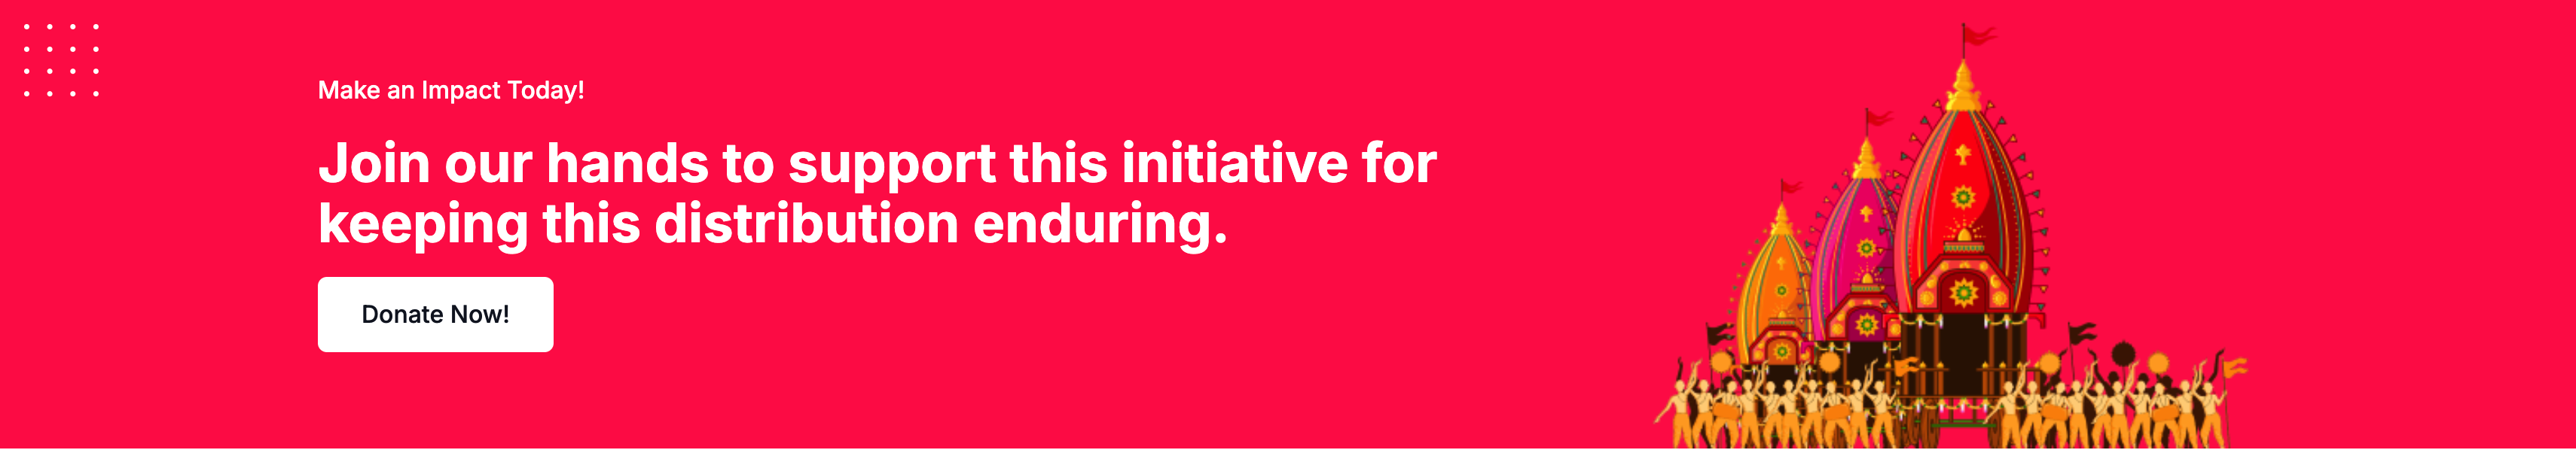 Make an Impact Today!
Join our hands to support this initiative for
keeping this distribution enduring.
Donate Now!